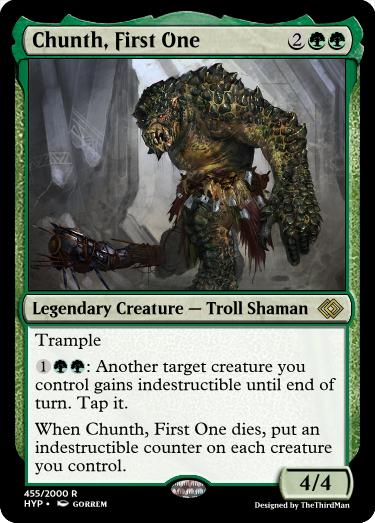 Chunth, First One 2
Legendary Creature — Troll Shaman
Trample
1: Another target creature you
control gains indestructible until end of
turn. Tap it.
When Chunth, First One dies, put an
indestructible counter on each creature
you control.
4/4
455/2000 R
HYP • GORREM
Designed by TheThirdMan